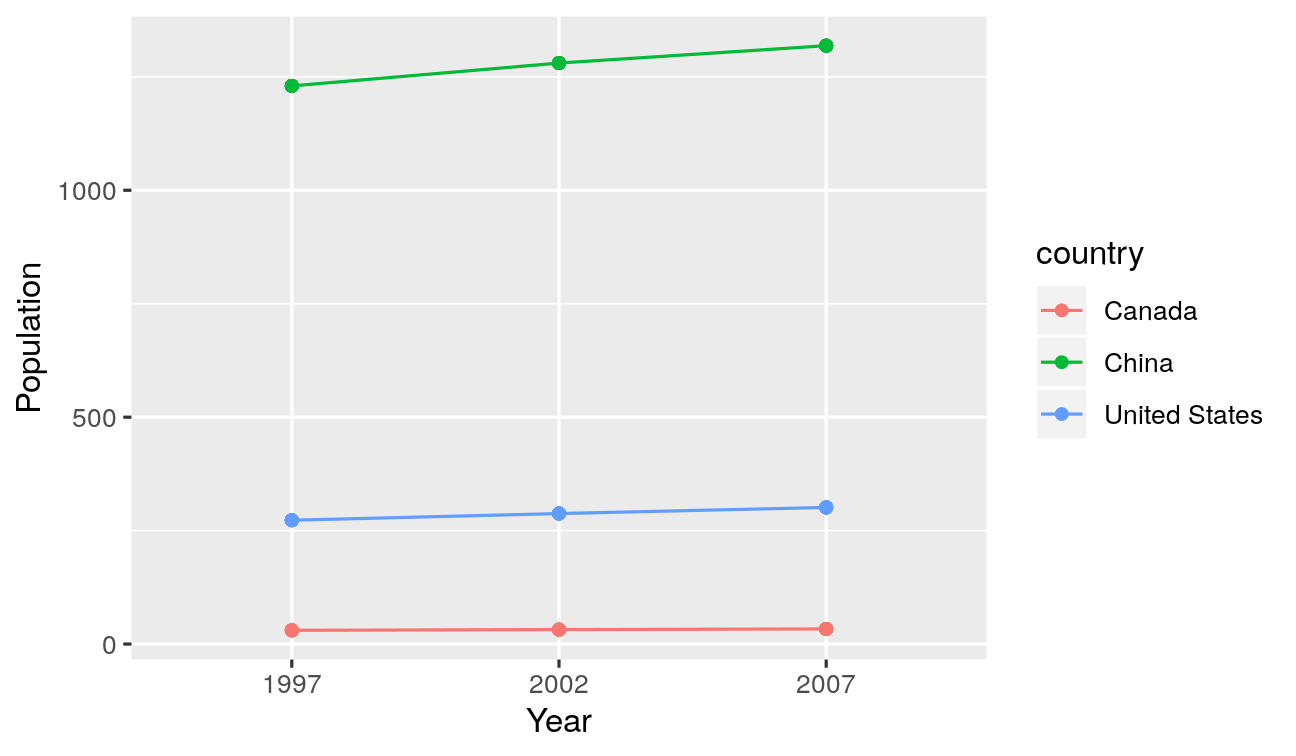 1000
500
0
Population
1997 2002 2007
Year
country
Canada
China
United States